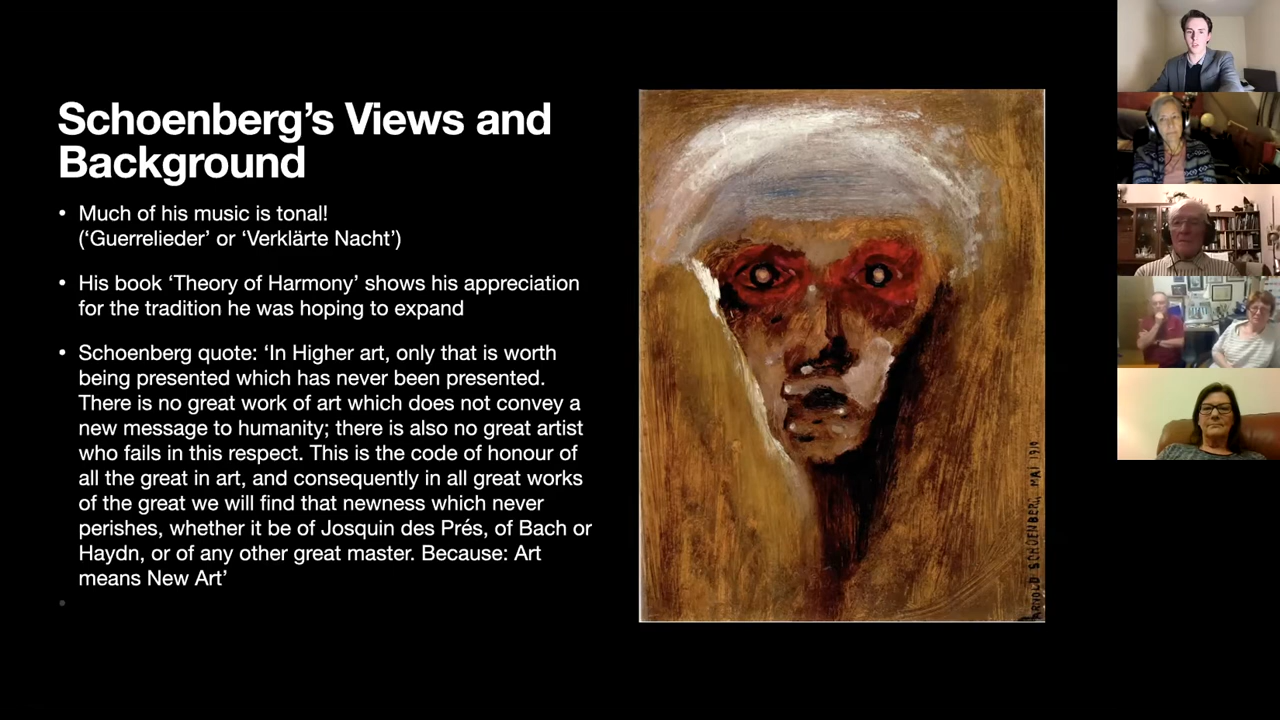 Schoenberg's Views and
Background
• Much of his music is tonal!
(‘Guerrelieder’ or ‘Verklärte Nacht’)
• His book ‘Theory of Harmony’ shows his appreciation
for the tradition he was hoping to expand
• Schoenberg quote: ‘In Higher art, only that is worth
being presented which has never been presented.
There is no great work of art which does not convey a
new message to humanity; there is also no great artist
who fails in this respect. This is the code of honour of
all the great in art, and consequently in all great works
of the great we will find that newness which never
perishes, whether it be of Josquin des Prés, of Bach or
Haydn, or of any other great master. Because: Art
means New Art’
ARNOLD SCHOENBERG, MAI